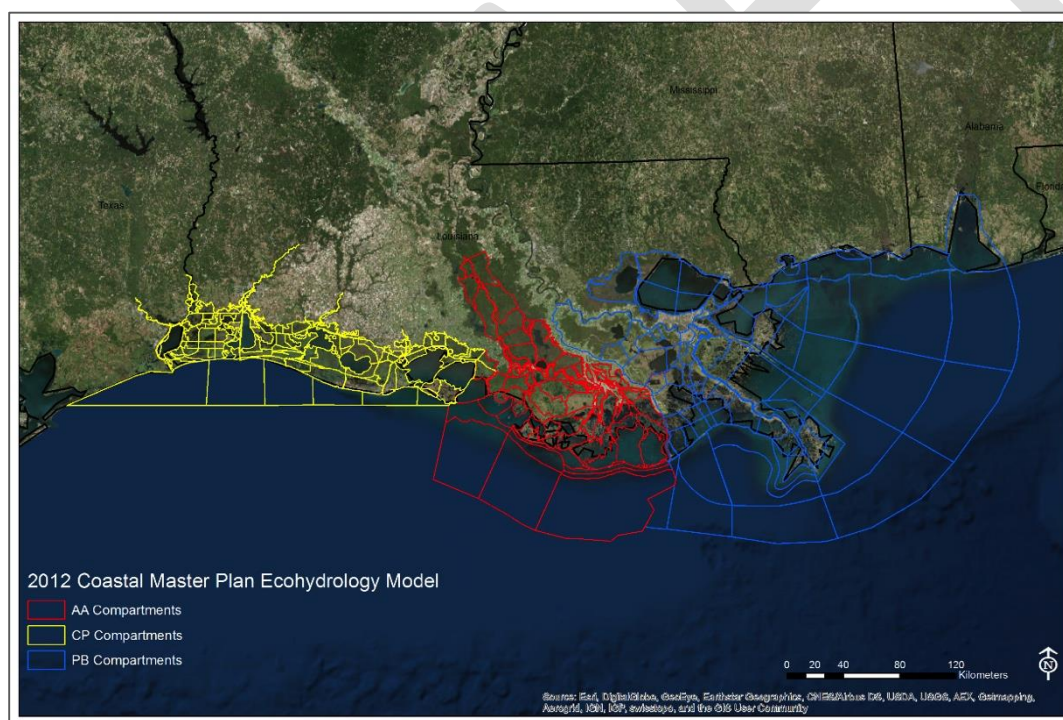 Mississippi
Alabama
Florida
Texas
Louisiana
2012 Coastal Master Plan Ecohydrology Model
AA Compartments
CP Compartments
PB Compartments
0 20 40 80 120
Kilometers
N
Source: Esri, DigitalGlobe, GeoEye, Earthstar Geographics, CNES/Airbus DS, USDA, USGS, AEX, Getmapping,
Aerogrid, IGN, IGP, swisstopo, and the GIS User Community